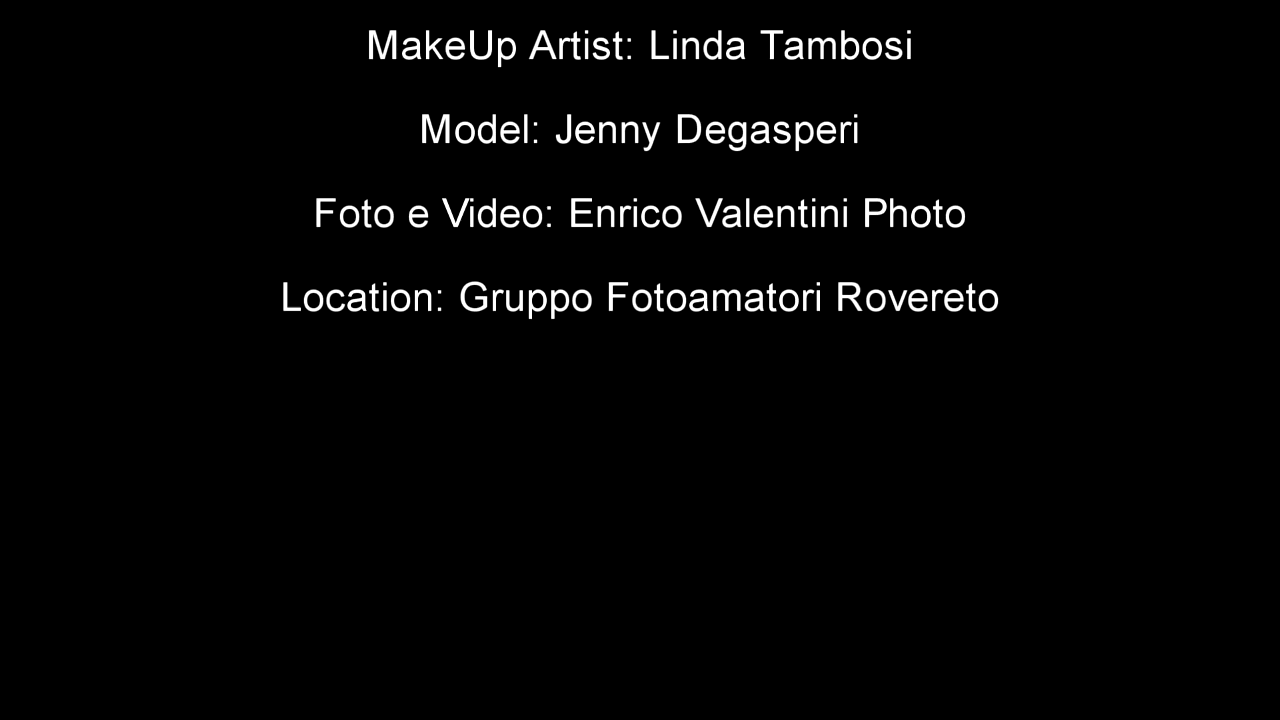 MakeUp Artist: Linda Tambosi
Model: Jenny Degasperi
Foto e Video: Enrico Valentini Photo
Location: Gruppo Fotoamatori Rovereto